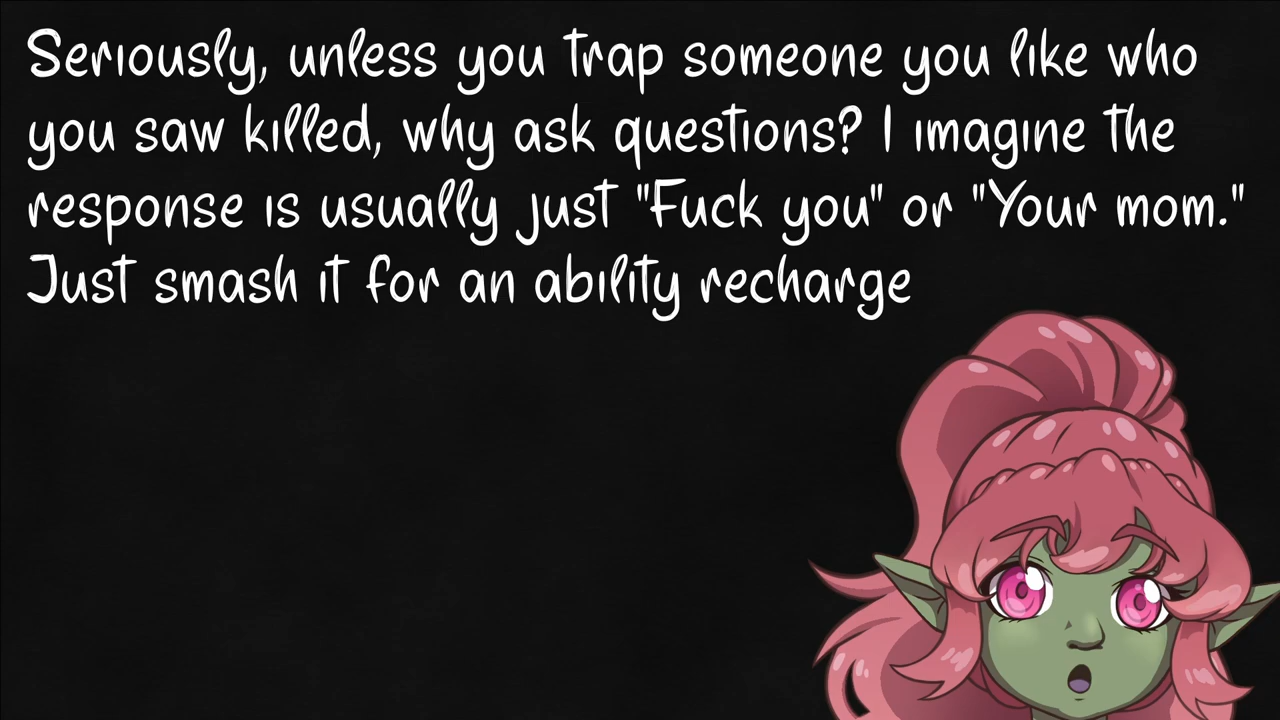 Seriously, unless you trap someone you like who
you saw killed, why ask questions? I imagine the
response is usually just "Fuck you" or "Your mom."
Just smash it for an ability recharge